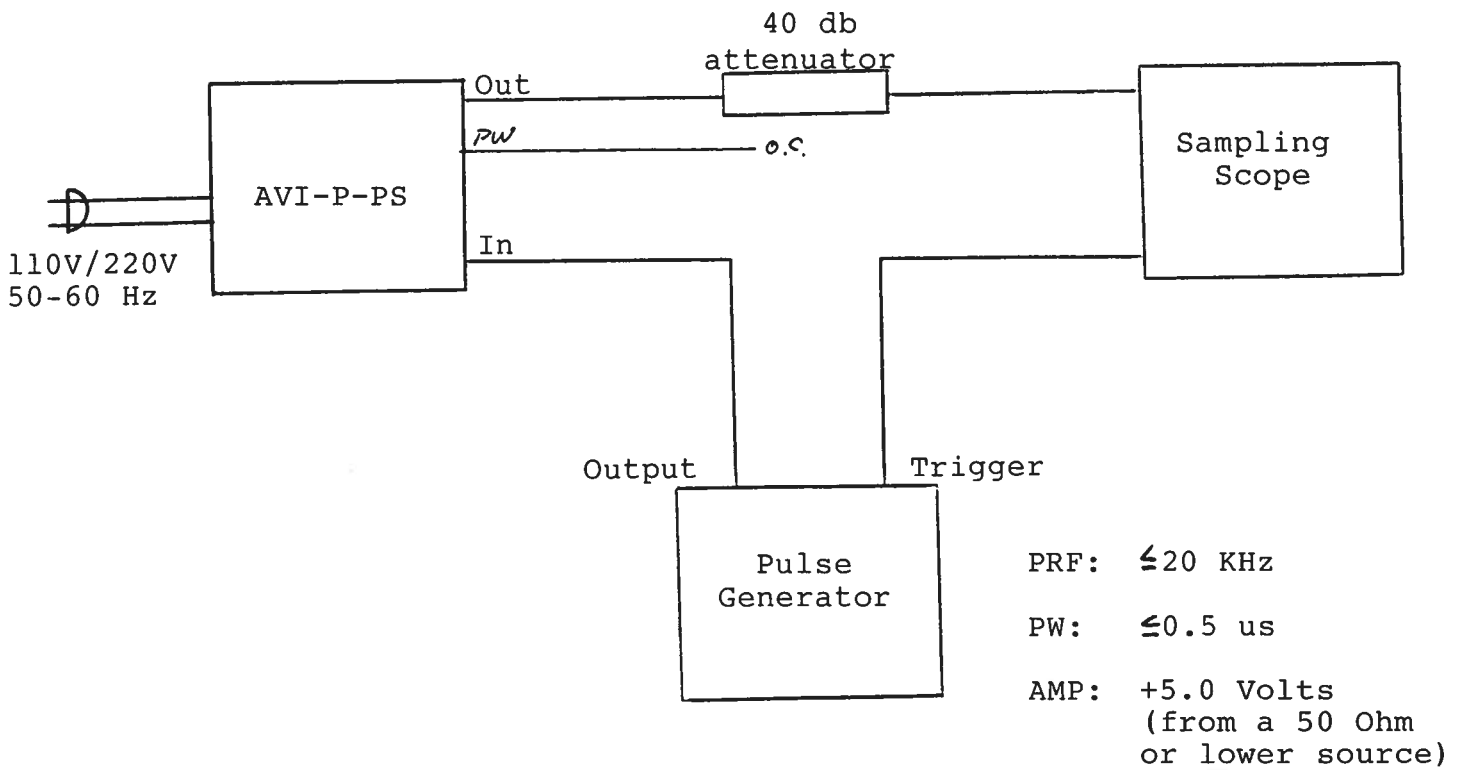 40 db
attenuator
Out
PW
o.c.
Sampling
Scope
AVI-P-PS
In
110V/220V
50-60 Hz
Output
Trigger
Pulse
Generator
PRF: ≤20 KHz
PW: ≤0.5 us
AMP: +5.0 Volts
(from a 50 Ohm
or lower source)